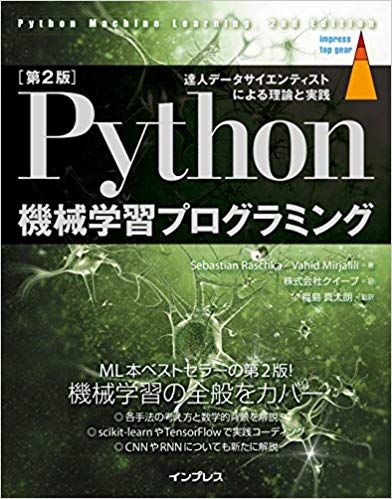 Python Machine Learning, 2nd Edition
impress
top gear
[第2版]
達人データサイエンティスト
による理論と実践
Python
機械学習プログラミング
Sebastian Raschka・Vahid Mirjalili・著
株式会社クイープ・訳
福島 真太朗・監訳
ML本ベストセラーの第2版!
機械学習の全般をカバー
各手法の考え方と数学的背景を解説
scikit-learnやTensorFlowで実践コーディング
CNNやRNNについても新たに解説
インプレス